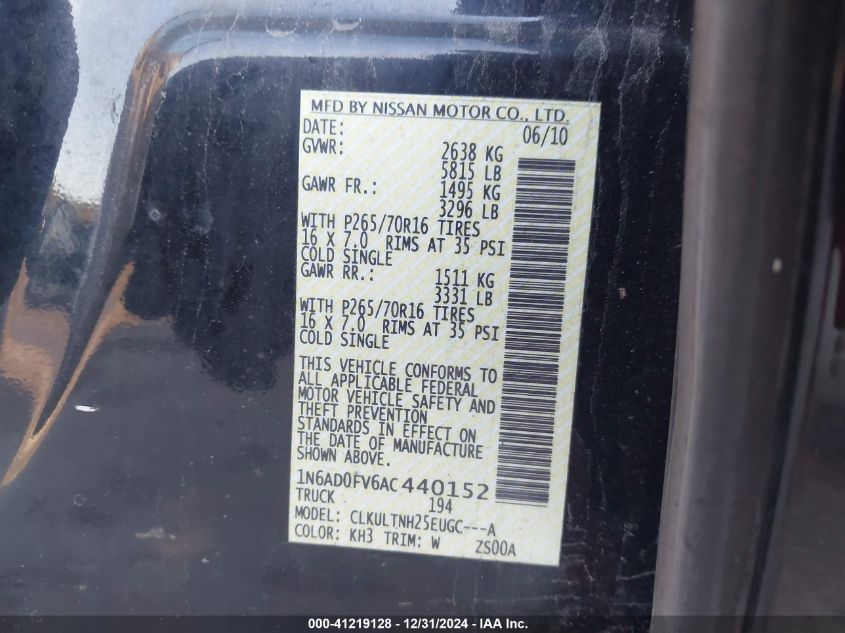 MFD BY NISSAN MOTOR CO., LTD.
DATE: 06/10
GVWR: 2638 KG
5815 LB
GAWR FR.: 1495 KG
3296 LB
WITH P265/70R16 TIRES
16 X 7.0 RIMS AT 35 PSI
COLD SINGLE
GAWR RR.: 1511 KG
3331 LB
WITH P265/70R16 TIRES
16 X 7.0 RIMS AT 35 PSI
COLD SINGLE
THIS VEHICLE CONFORMS TO
ALL APPLICABLE FEDERAL
MOTOR VEHICLE SAFETY AND
THEFT PREVENTION
STANDARDS IN EFFECT ON
THE DATE OF MANUFACTURE
SHOWN ABOVE.
1N6AD0FV6AC440152
TRUCK 194
MODEL: CLKULTNH25EUGC---A
COLOR: KH3 TRIM: W ZS00A
000-41219128 - 12/31/2024 - IAA Inc.